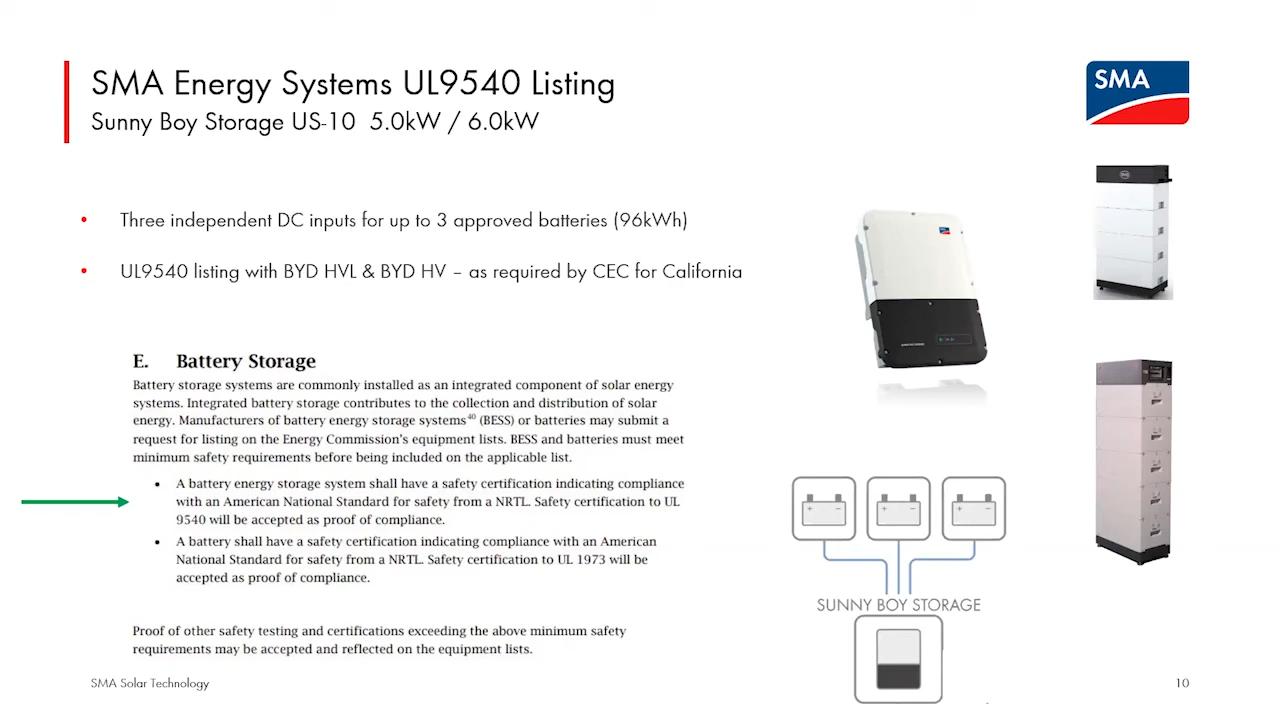 SMA Energy Systems UL9540 Listing
Sunny Boy Storage US-10 5.0kW / 6.0kW
SMA
• Three independent DC inputs for up to 3 approved batteries (96kWh)
• UL9540 listing with BYD HVL & BYD HV – as required by CEC for California
E. Battery Storage
Battery storage systems are commonly installed as an integrated component of solar energy
systems. Integrated battery storage contributes to the collection and distribution of solar
energy. Manufacturers of battery energy storage systems⁴⁰ (BESS) or batteries may submit a
request for listing on the Energy Commission's equipment lists. BESS and batteries must meet
minimum safety requirements before being included on the applicable list.
• A battery energy storage system shall have a safety certification indicating compliance
with an American National Standard for safety from a NRTL. Safety certification to UL
9540 will be accepted as proof of compliance.
• A battery shall have a safety certification indicating compliance with an American
National Standard for safety from a NRTL. Safety certification to UL 1973 will be
accepted as proof of compliance.
Proof of other safety testing and certifications exceeding the above minimum safety
requirements may be accepted and reflected on the equipment lists.
+ − + − + −
SUNNY BOY STORAGE
SMA Solar Technology
10